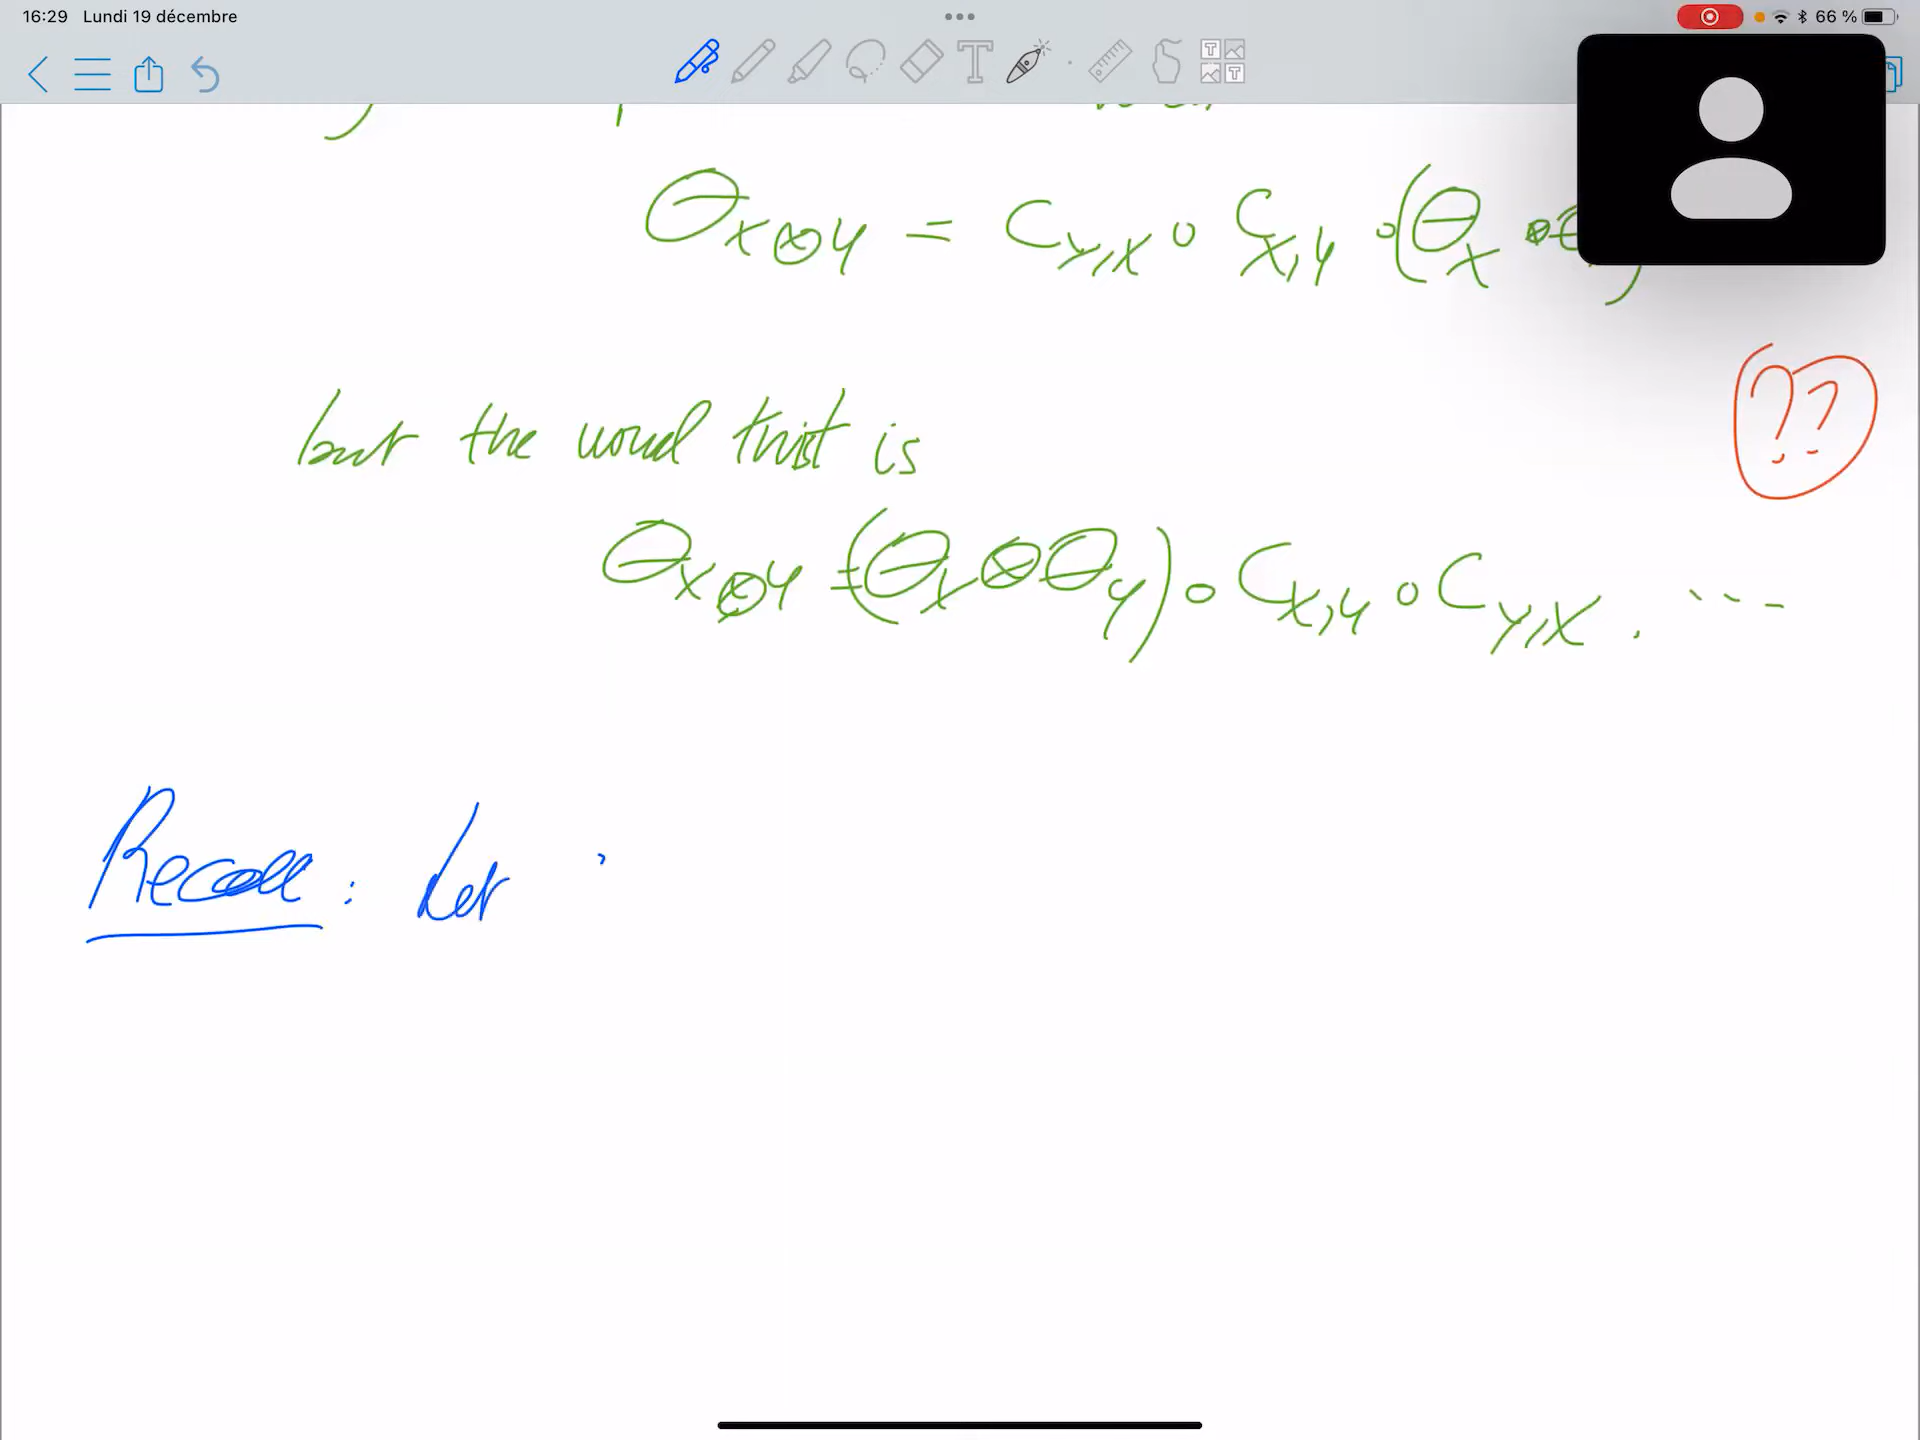 16:29 Lundi 19 décembre 66 %
θ_{X⊗Y} = C_{Y,X} ∘ C_{X,Y} ∘ (θ_X ⊗ )
??
but the usual twist is
θ_{X⊗Y} = (θ_X ⊗ θ_Y) ∘ C_{X,Y} ∘ C_{Y,X} . ---
Recall : Let